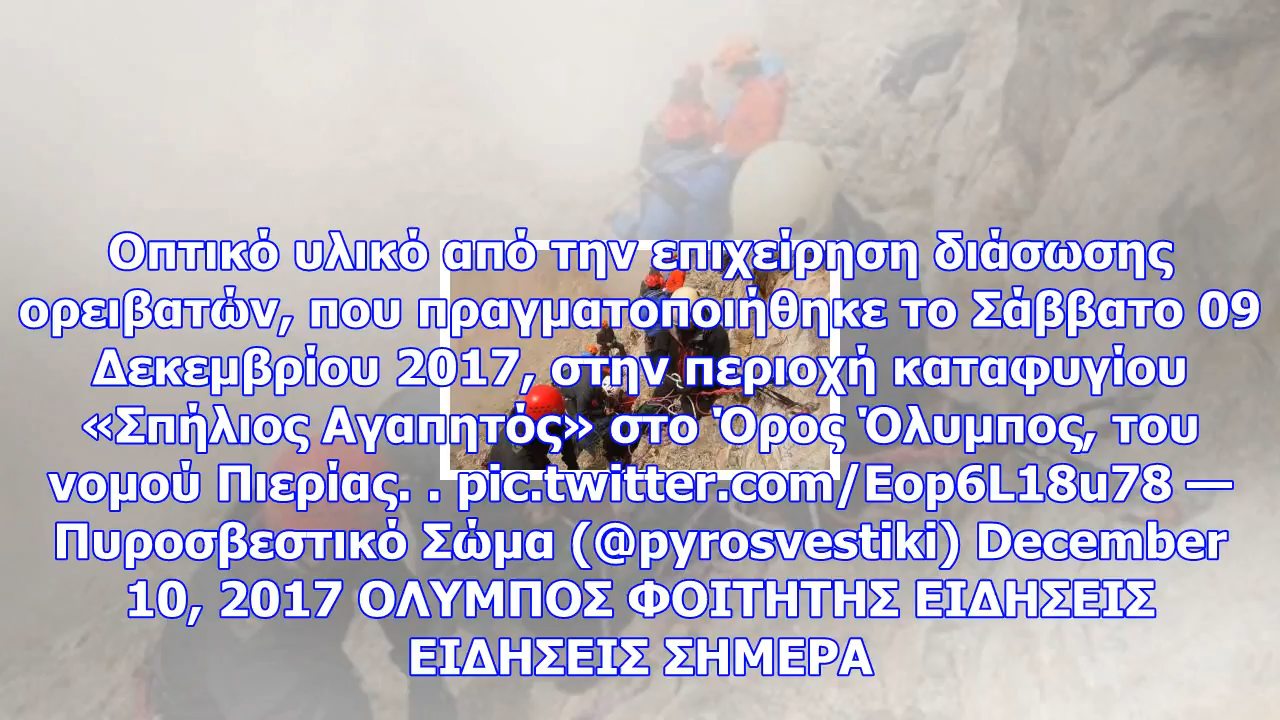 Οπτικό υλικό από την επιχείρηση διάσωσης
ορειβατών, που πραγματοποιήθηκε το Σάββατο 09
Δεκεμβρίου 2017, στην περιοχή καταφυγίου
«Σπήλιος Αγαπητός» στο Όρος Όλυμπος, του
νομού Πιερίας. . pic.twitter.com/Eop6L18u78 —
Πυροσβεστικό Σώμα (@pyrosvestiki) December
10, 2017 ΟΛΥΜΠΟΣ ΦΟΙΤΗΤΗΣ ΕΙΔΗΣΕΙΣ
ΕΙΔΗΣΕΙΣ ΣΗΜΕΡΑ